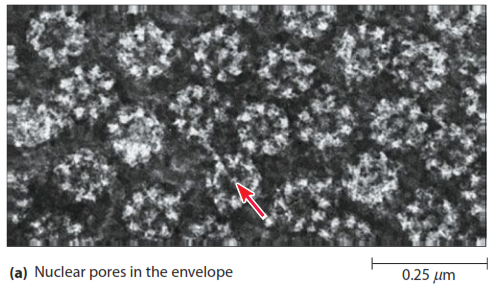 (a) Nuclear pores in the envelope
0.25 μm